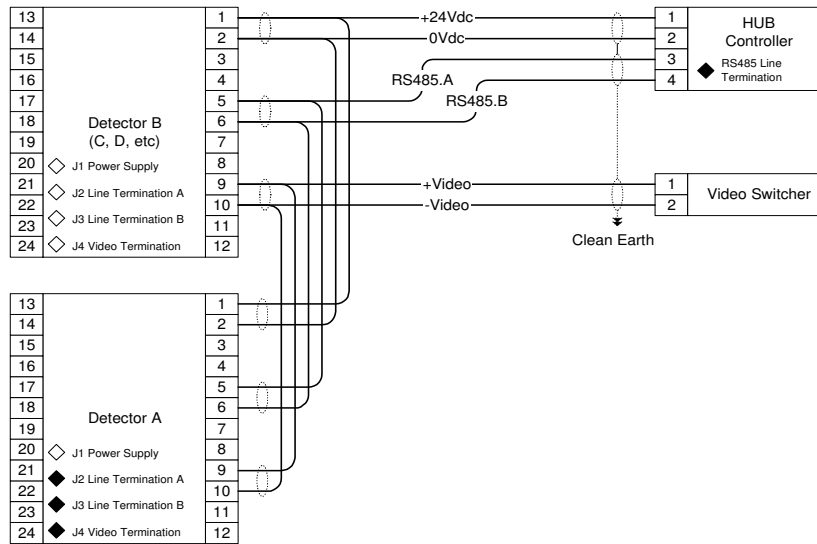 13 1 +24Vdc 1 HUB
14 2 0Vdc 2 Controller
15 3 3 RS485 Line
16 4 RS485.A 4 Termination
17 5 RS485.B
18 Detector B 6
19 (C, D, etc) 7
20 J1 Power Supply 8
21 J2 Line Termination A 9 +Video 1 Video Switcher
22 J3 Line Termination B 10 -Video 2
23 11
24 J4 Video Termination 12 Clean Earth
13 1
14 2
15 3
16 4
17 5
18 6
19 Detector A 7
20 J1 Power Supply 8
21 J2 Line Termination A 9
22 J3 Line Termination B 10
23 11
24 J4 Video Termination 12